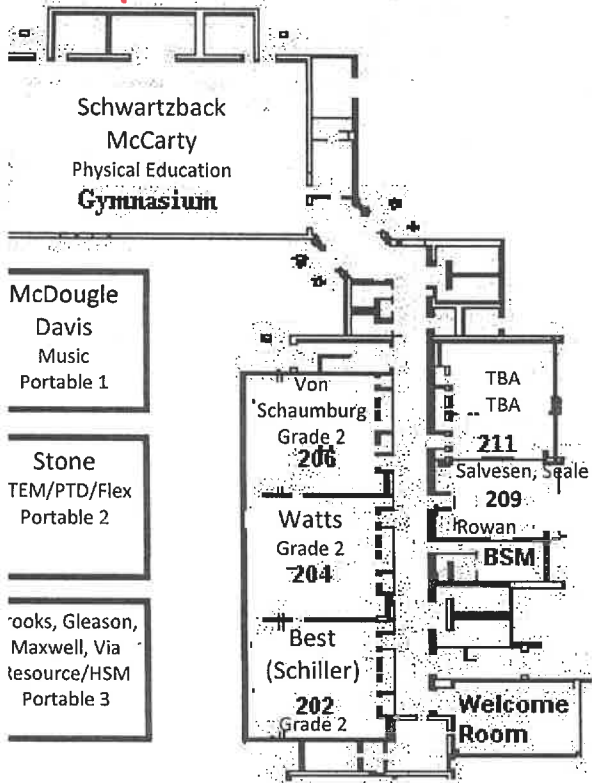 Schwartzback
McCarty
Physical Education
Gymnasium
McDougle
Davis
Music
Portable 1
Stone
TEM/PTD/Flex
Portable 2
rooks, Gleason,
Maxwell, Via
Resource/HSM
Portable 3
Von
Schaumburg
Grade 2
206
Watts
Grade 2
204
Best
(Schiller)
202
Grade 2
TBA
TBA
211
Salvesen, Seale
209
Rowan
BSM
Welcome
Room